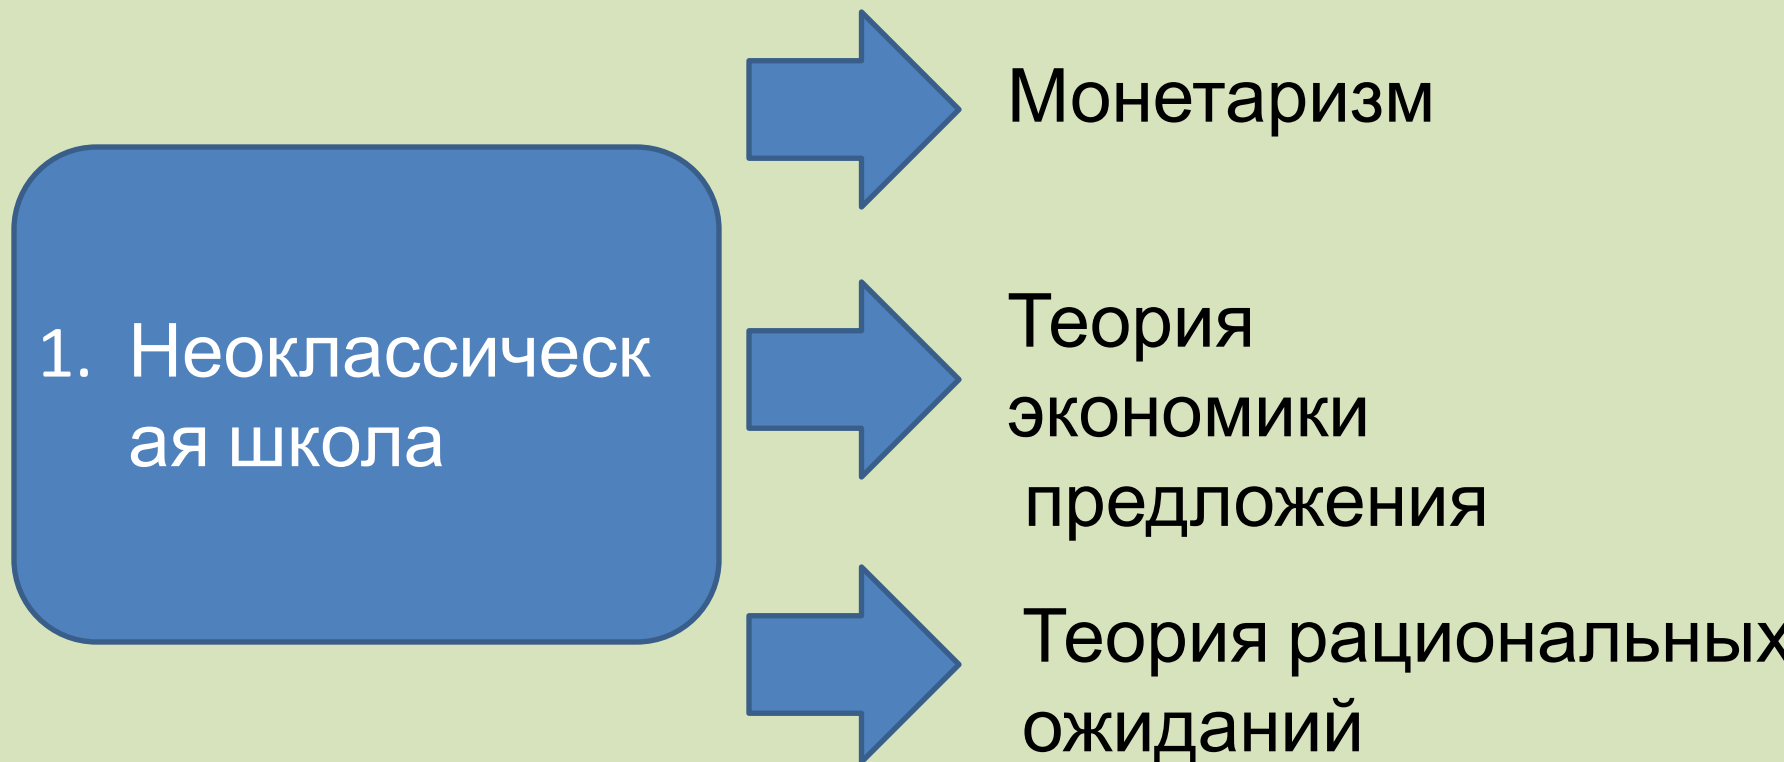 1. Неоклассическ
ая школа
Монетаризм
Теория
экономики
предложения
Теория рациональных
ожиданий